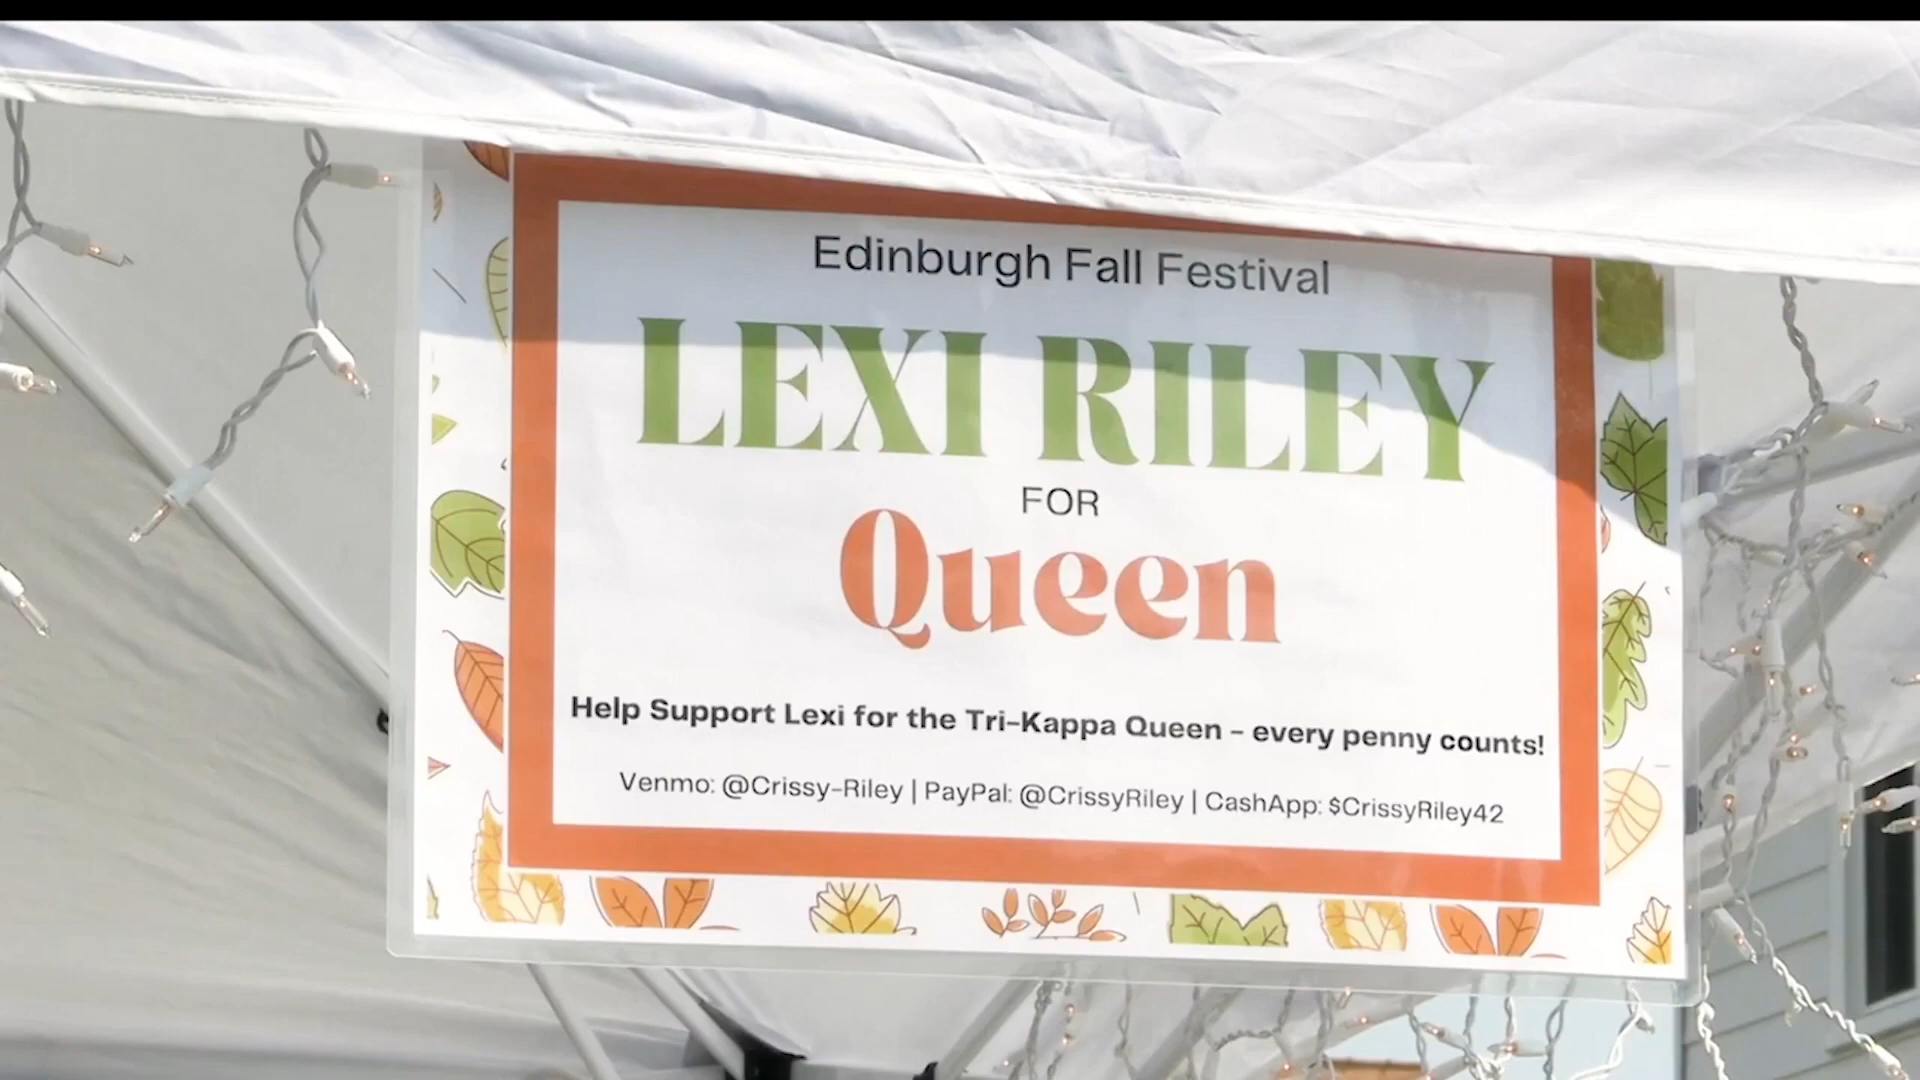 Edinburgh Fall Festival
LEXI RILEY
FOR
Queen
Help Support Lexi for the Tri-Kappa Queen - every penny counts!
Venmo: @Crissy-Riley | PayPal: @CrissyRiley | CashApp: $CrissyRiley42